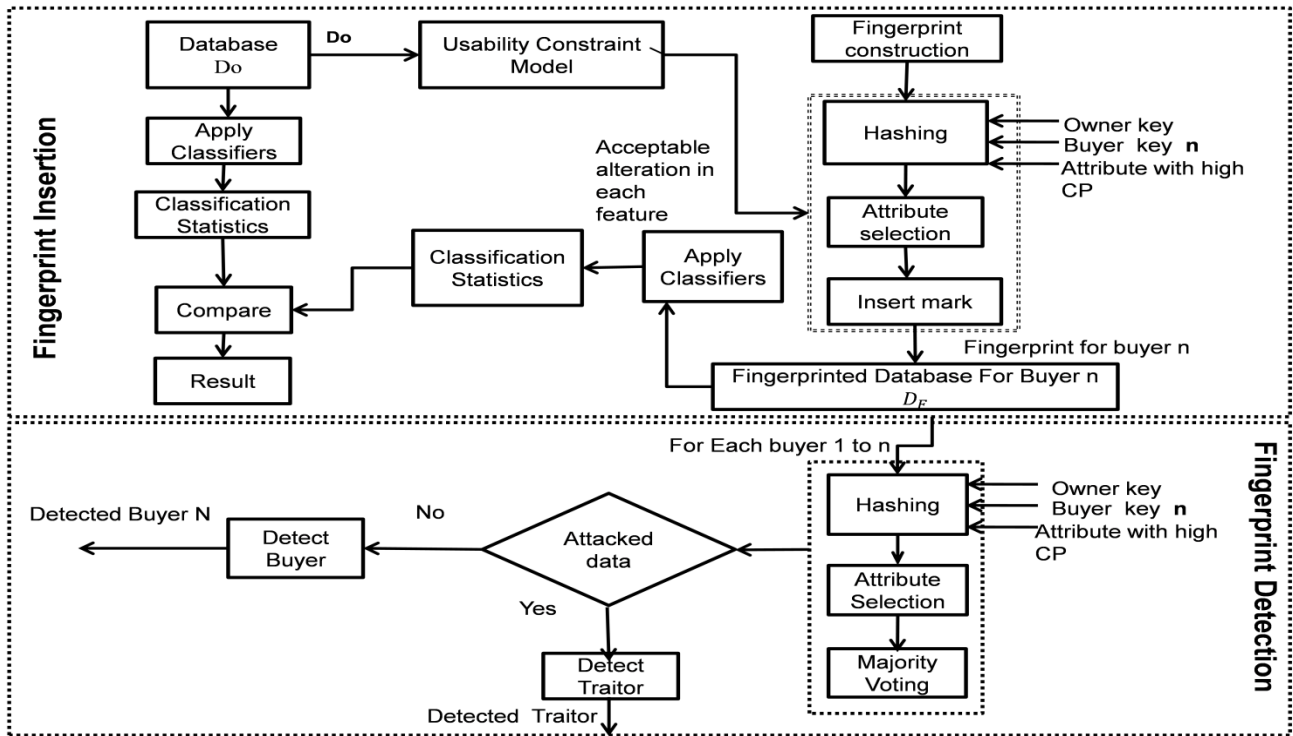 Fingerprint Insertion
Database
Do
Do
Usability Constraint
Model
Fingerprint
construction
Apply
Classifiers
Classification
Statistics
Compare
Result
Acceptable
alteration in
each
feature
Classification
Statistics
Apply
Classifiers
Hashing
Owner key
Buyer key n
Attribute with high
CP
Attribute
selection
Insert mark
Fingerprint for buyer n
Fingerprinted Database For Buyer n
D_F
Fingerprint Detection
For Each buyer 1 to n
Hashing
Owner key
Buyer key n
Attribute with high
CP
Attribute
Selection
Majority
Voting
Attacked
data
No
Yes
Detect
Buyer
Detected Buyer N
Detect
Traitor
Detected Traitor